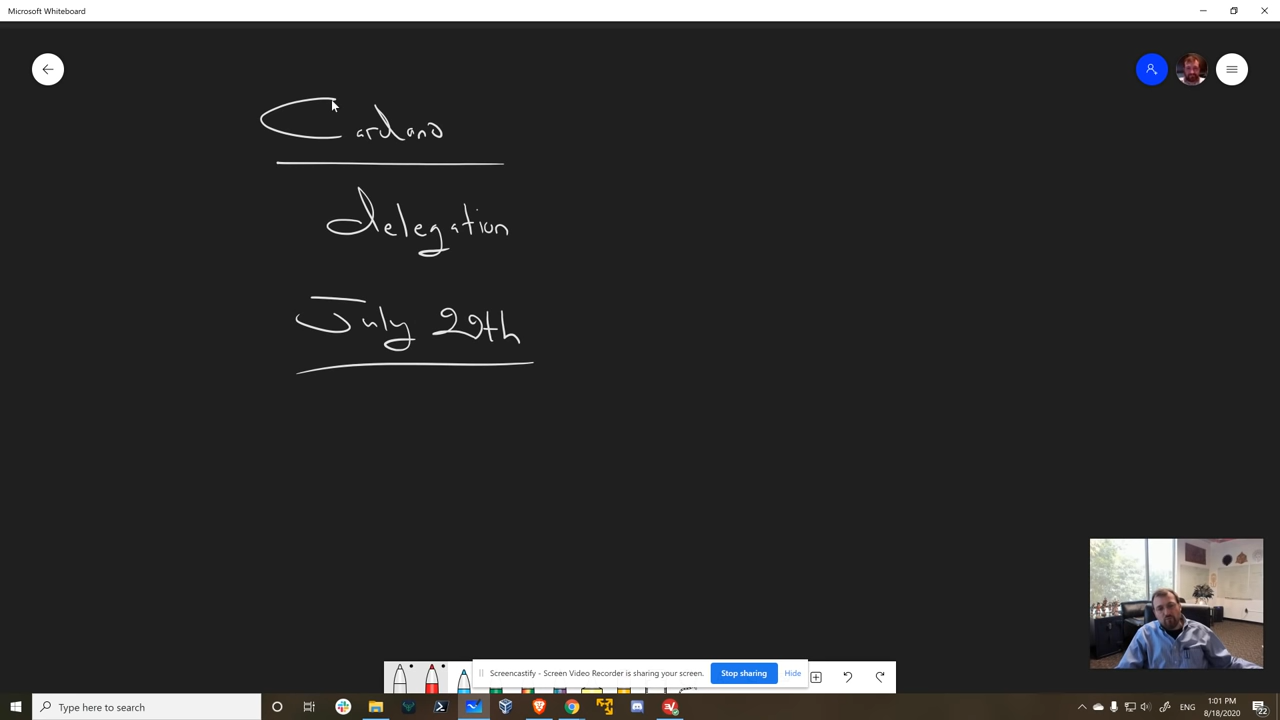 Microsoft Whiteboard
Cardano
delegation
July 29th
Screencastify - Screen Video Recorder is sharing your screen.
Stop sharing
Hide
Type here to search
ENG
1:01 PM
8/18/2020
22